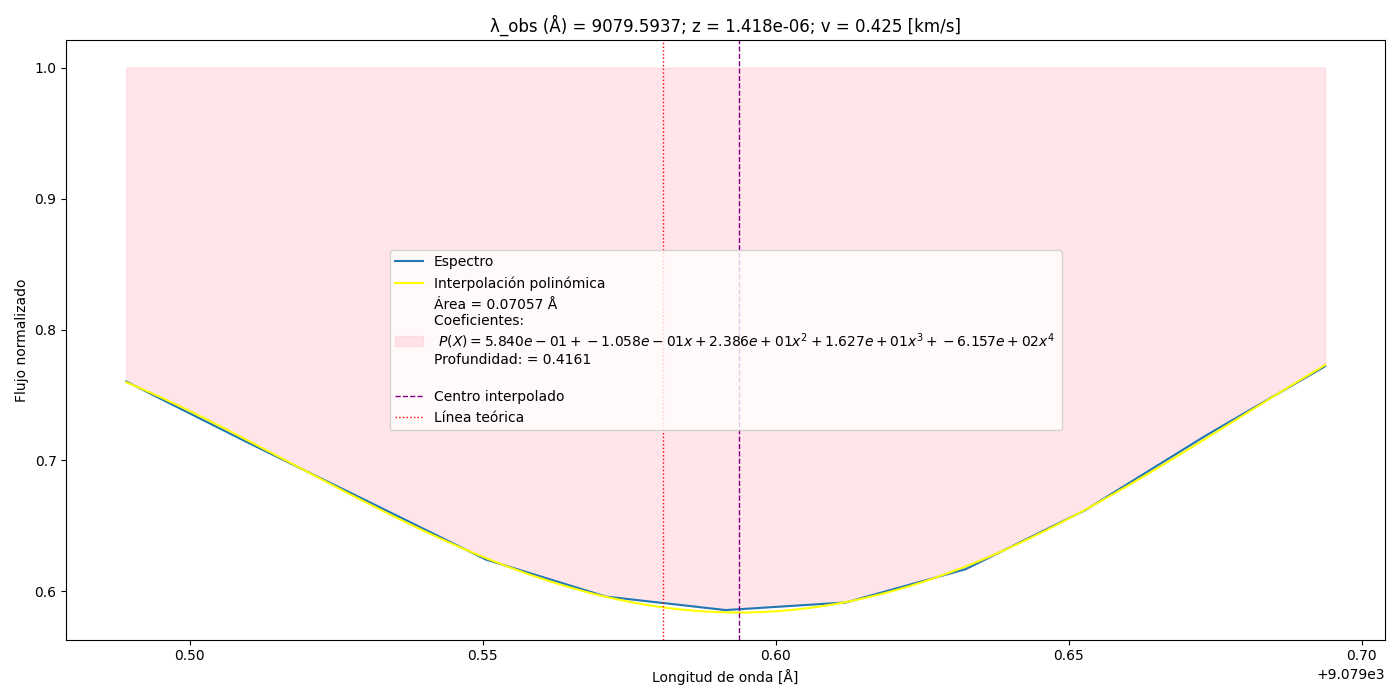 λ_obs (Å) = 9079.5937; z = 1.418e-06; v = 0.425 [km/s]
1.0
0.9
0.8
0.7
0.6
Flujo normalizado
Espectro
Interpolación polinómica
Área = 0.07057 Å
Coeficientes:
P(X) = 5.840e − 01 + −1.058e − 01x + 2.386e + 01x² + 1.627e + 01x³ + −6.157e + 02x⁴
Profundidad: = 0.4161
Centro interpolado
Línea teórica
0.50 0.55 0.60 0.65 0.70
Longitud de onda [Å]
+9.079e3